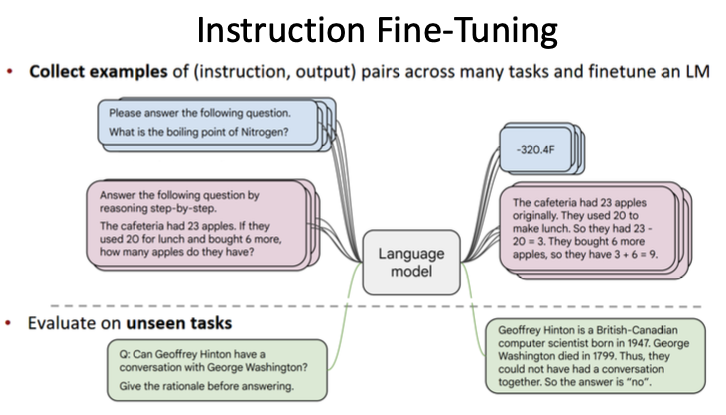 Instruction Fine-Tuning
• Collect examples of (instruction, output) pairs across many tasks and finetune an LM
Please answer the following question.
What is the boiling point of Nitrogen?
-320.4F
Answer the following question by
reasoning step-by-step.
The cafeteria had 23 apples. If they
used 20 for lunch and bought 6 more,
how many apples do they have?
Language
model
The cafeteria had 23 apples
originally. They used 20 to
make lunch. So they had 23 -
20 = 3. They bought 6 more
apples, so they have 3 + 6 = 9.
• Evaluate on unseen tasks
Q: Can Geoffrey Hinton have a
conversation with George Washington?
Give the rationale before answering.
Geoffrey Hinton is a British-Canadian
computer scientist born in 1947. George
Washington died in 1799. Thus, they
could not have had a conversation
together. So the answer is "no".